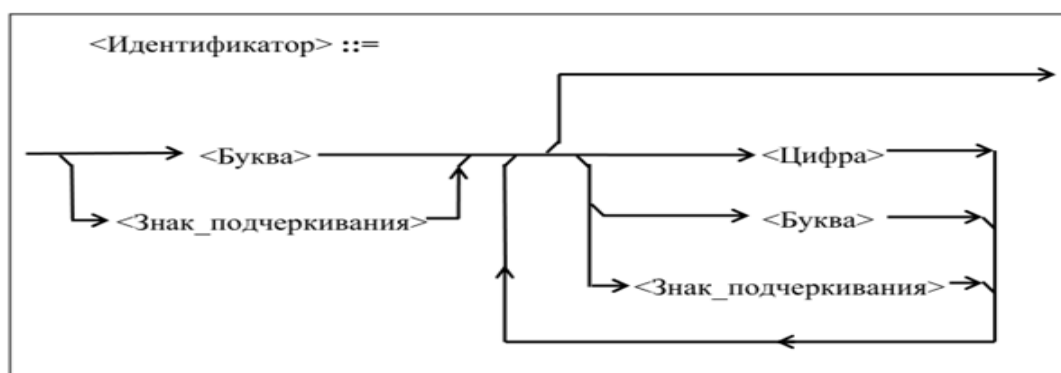 <Идентификатор> ::=
<Буква> <Цифра>
<Знак_подчеркивания> <Буква>
<Знак_подчеркивания>